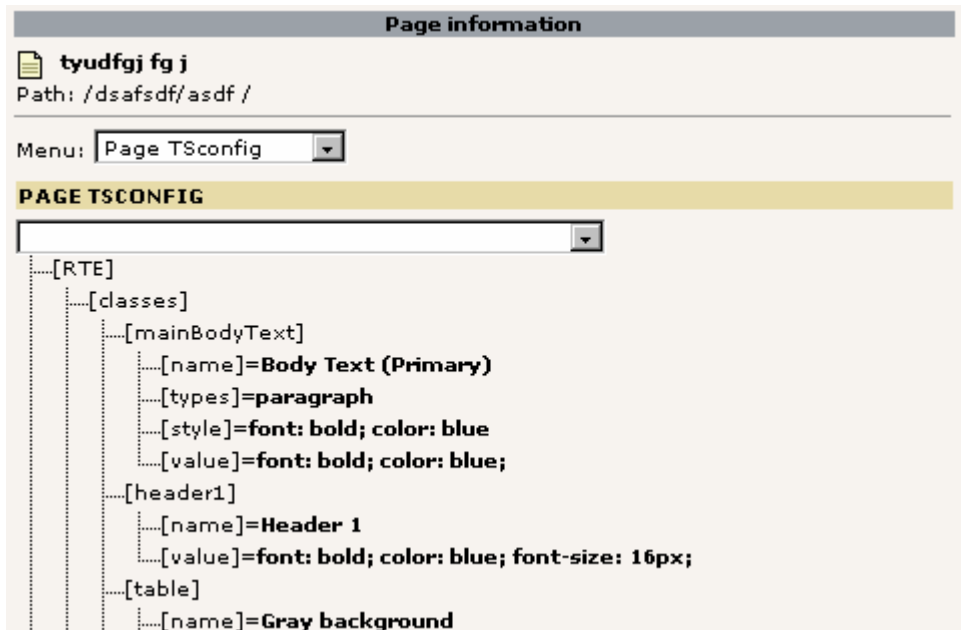 Page information
tyudfgj fg j
Path: /dsafsdf/asdf /
Menu: Page TSconfig
PAGE TSCONFIG
[RTE]
[classes]
[mainBodyText]
[name]=Body Text (Primary)
[types]=paragraph
[style]=font: bold; color: blue
[value]=font: bold; color: blue;
[header1]
[name]=Header 1
[value]=font: bold; color: blue; font-size: 16px;
[table]
[name]=Gray background